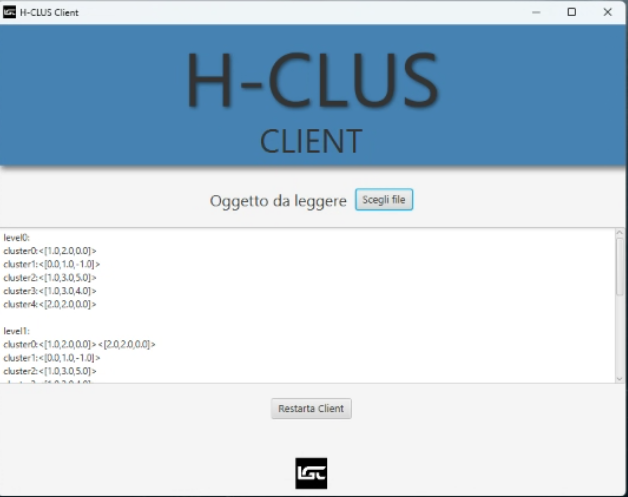 H-CLUS Client
H-CLUS
CLIENT
Oggetto da leggere Scegli file
level0:
cluster0:<[1.0,2.0,0.0]>
cluster1:<[0.0,1.0,-1.0]>
cluster2:<[1.0,3.0,5.0]>
cluster3:<[1.0,3.0,4.0]>
cluster4:<[2.0,2.0,0.0]>
level1:
cluster0:<[1.0,2.0,0.0]><[2.0,2.0,0.0]>
cluster1:<[0.0,1.0,-1.0]>
cluster2:<[1.0,3.0,5.0]>
Restarta Client
LGC